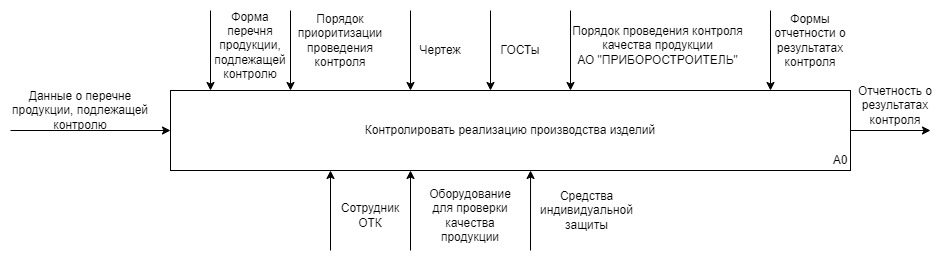 Форма
перечня
продукции,
подлежащей
контролю
Порядок
приоритизации
проведения
контроля
Чертеж
ГОСТы
Порядок проведения контроля
качества продукции
АО "ПРИБОРОСТРОИТЕЛЬ"
Формы
отчетности о
результатах
контроля
Данные о перечне
продукции, подлежащей
контролю
Контролировать реализацию производства изделий
A0
Отчетность о
результатах
контроля
Сотрудник
ОТК
Оборудование
для проверки
качества
продукции
Средства
индивидуальной
защиты